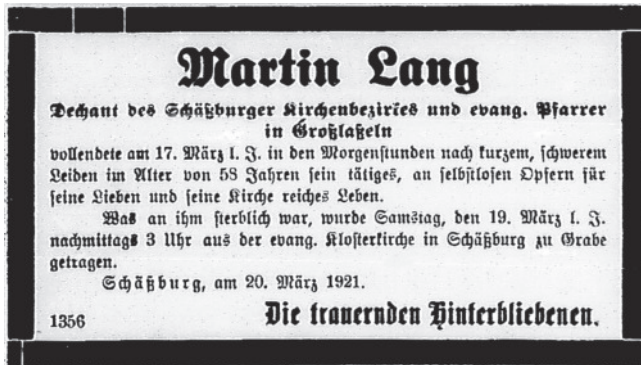 Martin Lang
Dechant des Schäßburger Kirchenbezirkes und evang. Pfarrer
in Großlaßeln
vollendete am 17. März l. J. in den Morgenstunden nach kurzem, schwerem
Leiden im Alter von 58 Jahren sein tätiges, an selbstlosen Opfern für
seine Lieben und seine Kirche reiches Leben.
Was an ihm sterblich war, wurde Samstag, den 19. März l. J.
nachmittags 3 Uhr aus der evang. Klosterkirche in Schäßburg zu Grabe
getragen.
Schäßburg, am 20. März 1921.
1356 Die trauernden Hinterbliebenen.